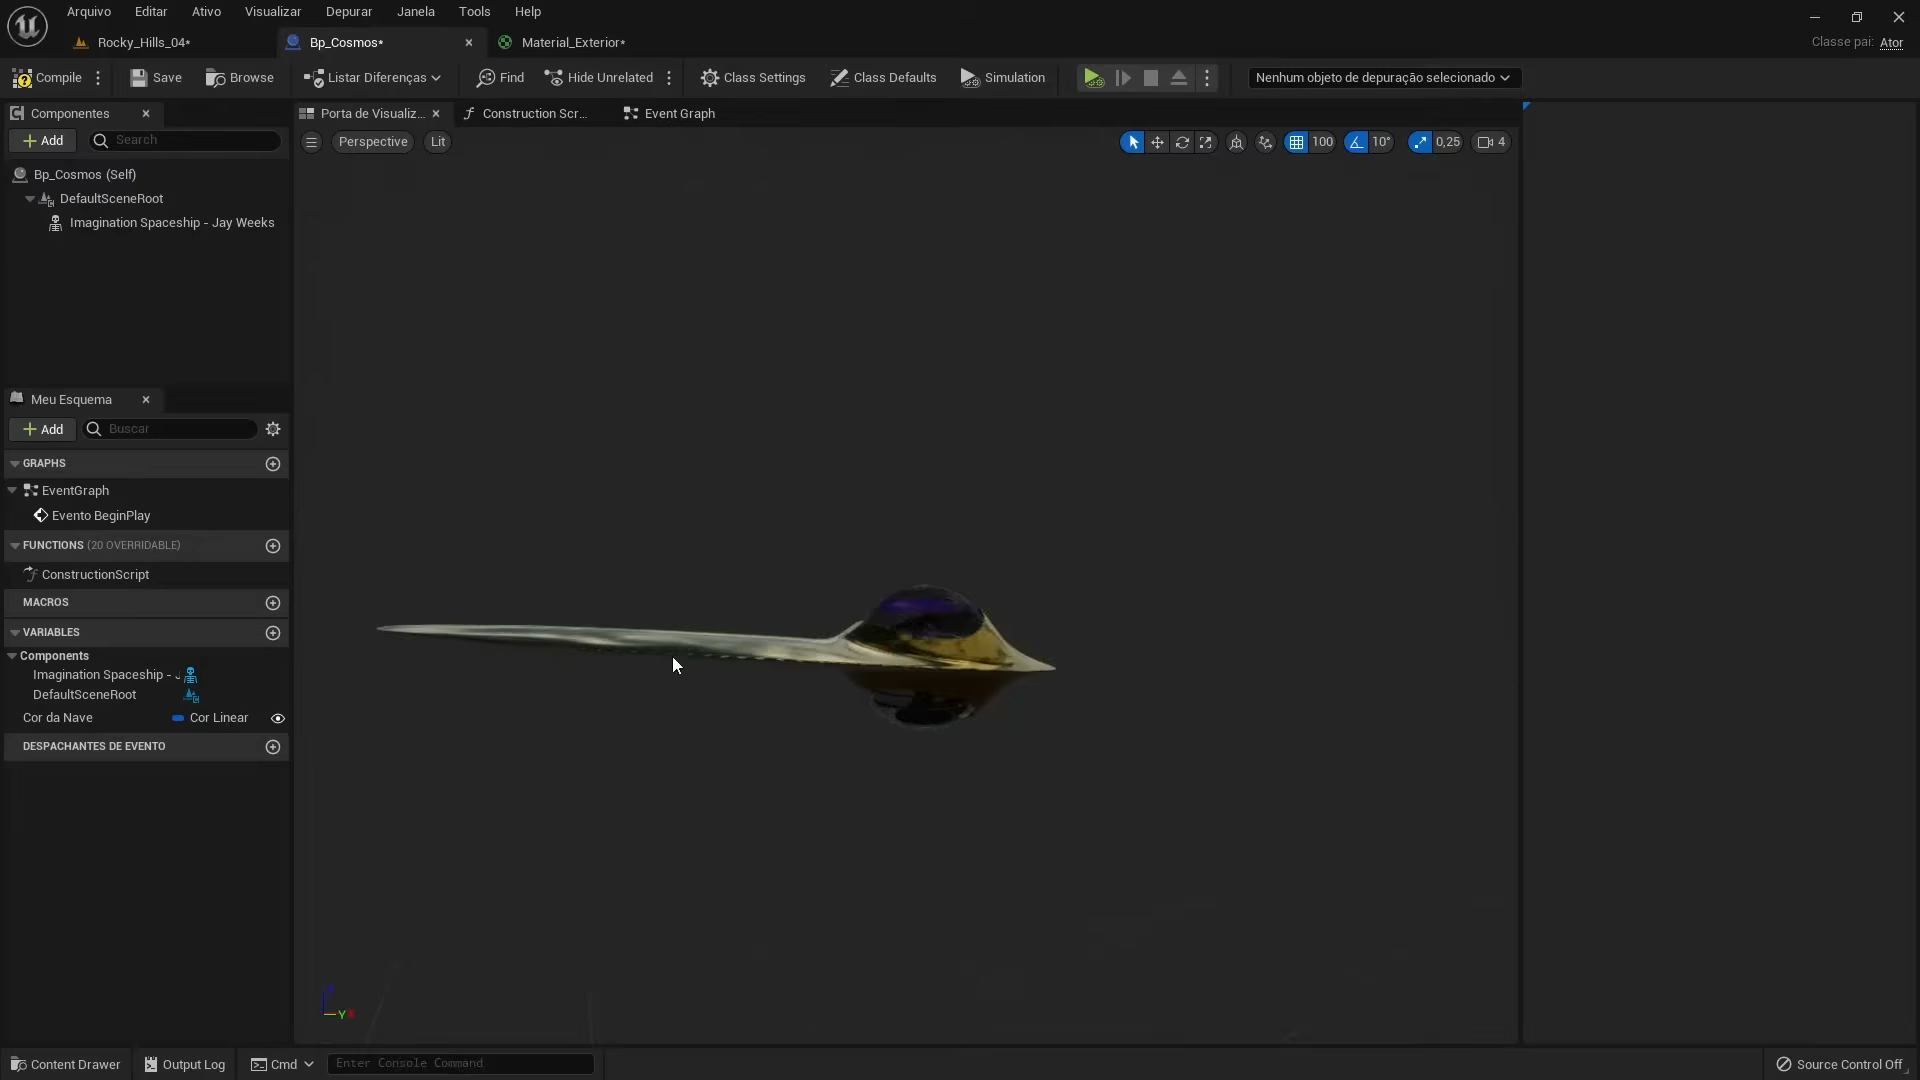 Arquivo Editar Ativo Visualizar Depurar Janela Tools Help
Rocky_Hills_04* Bp_Cosmos* Material_Exterior* Classe pai: Ator
Compile Save Browse Listar Diferenças Find Hide Unrelated Class Settings Class Defaults Simulation Nenhum objeto de depuração selecionado
Componentes Porta de Visualiz... Construction Scr... Event Graph
Add Search Perspective Lit 100 10° 0,25 4
Bp_Cosmos (Self)
DefaultSceneRoot
Imagination Spaceship - Jay Weeks
Meu Esquema
Add Buscar
GRAPHS
EventGraph
Evento BeginPlay
FUNCTIONS (20 OVERRIDABLE)
ConstructionScript
MACROS
VARIABLES
Components
Imagination Spaceship -
DefaultSceneRoot
Cor da Nave Cor Linear
DESPACHANTES DE EVENTO
Y
Content Drawer Output Log Cmd Enter Console Command Source Control Off